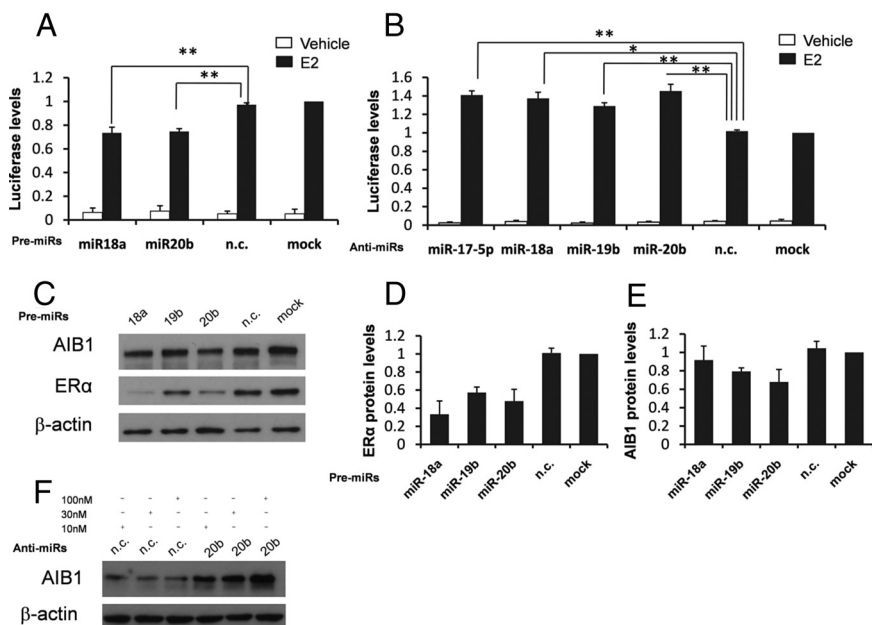 A
**
**
Vehicle
E2
Luciferase levels
1.2
1
0.8
0.6
0.4
0.2
0
Pre-miRs
miR18a miR20b n.c. mock
B
**
*
**
**
Vehicle
E2
Luciferase levels
1.6
1.4
1.2
1
0.8
0.6
0.4
0.2
0
Anti-miRs
miR-17-5p miR-18a miR-19b miR-20b n.c. mock
C
Pre-miRs
18a 19b 20b n.c. mock
AIB1
ERα
β-actin
D
ERα protein levels
1.2
1
0.8
0.6
0.4
0.2
0
Pre-miRs
miR-18a miR-19b miR-20b n.c. mock
E
AIB1 protein levels
1.2
1
0.8
0.6
0.4
0.2
0
miR-18a miR-19b miR-20b n.c. mock
F
100nM - - + - - +
30nM - + - - + -
10nM + - - + - -
Anti-miRs
n.c. n.c. n.c. 20b 20b 20b
AIB1
β-actin